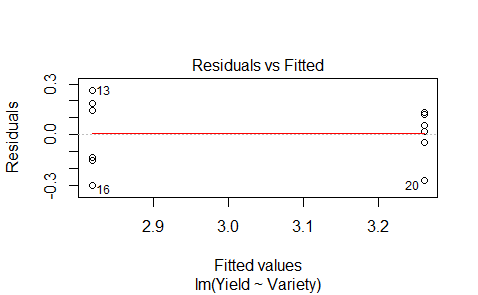 Residuals vs Fitted
Residuals
0.3
0.0
-0.3
13
16
20
2.9 3.0 3.1 3.2
Fitted values
lm(Yield ~ Variety)